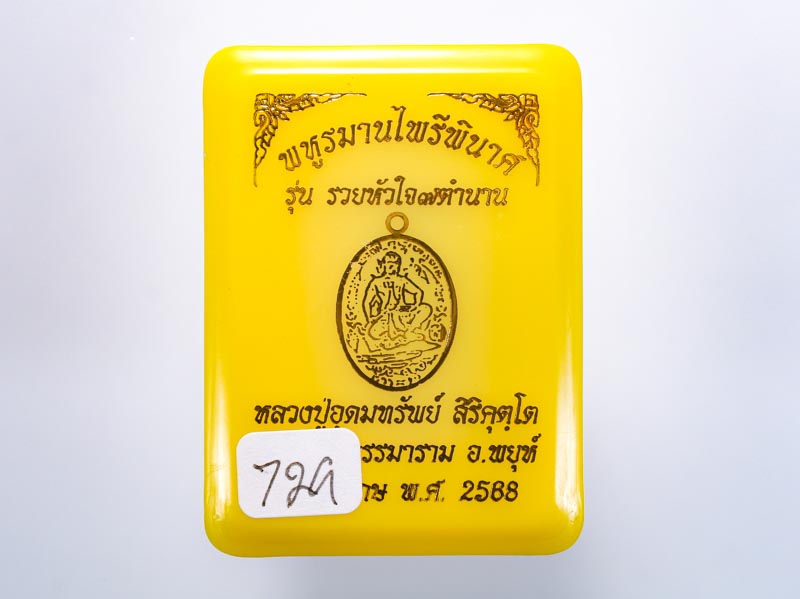 พหูรมานไพรีพินาศ
รุ่น รวยหัวใจ๗ตำนาน
หลวงปู่อุดมทรัพย์ สิริคุตฺโต
รรมาราม อ.พยุห์
กษ พ.ศ. 2568